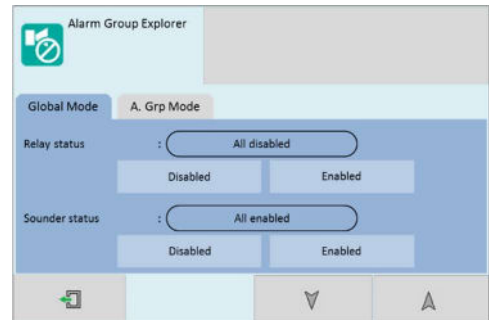 Alarm Group Explorer
Global Mode A. Grp Mode
Relay status : All disabled
Disabled Enabled
Sounder status : All enabled
Disabled Enabled